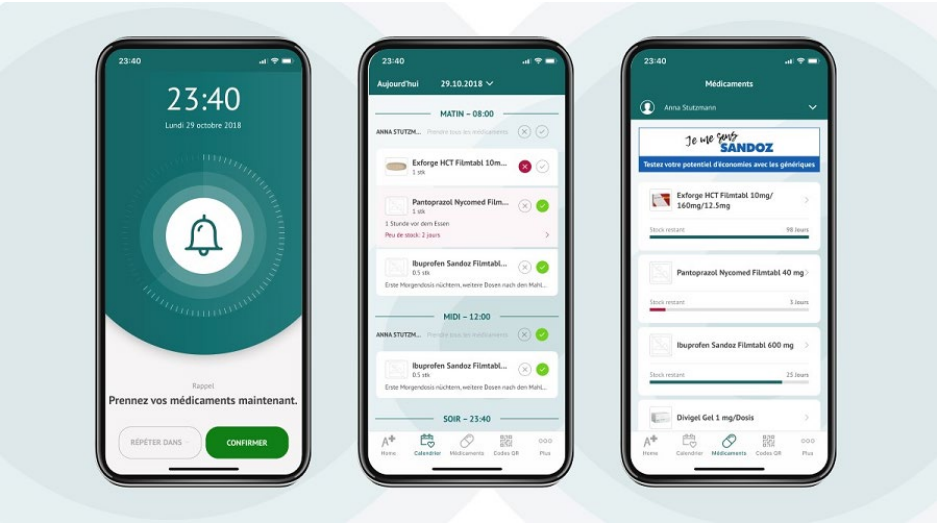 23:40
23:40
Lundi 29 octobre 2018
Rappel
Prennez vos médicaments maintenant.
RÉPÉTER DANS
CONFIRMER
23:40
Aujourd'hui 29.10.2018
MATIN – 08:00
ANNA STUTZM... Prendre tous les médicaments
Exforge HCT Filmtabl 10m...
1 stk
Pantoprazol Nycomed Film...
1 stk
1 Stunde vor dem Essen
Peu de stock: 2 jours
Ibuprofen Sandoz Filmtabl...
0.5 stk
Erste Morgendosis nüchtern, weitere Dosen nach den Mahl...
MIDI – 12:00
ANNA STUTZM... Prendre tous les médicaments
Ibuprofen Sandoz Filmtabl...
0.5 stk
Erste Morgendosis nüchtern, weitere Dosen nach den Mahl...
SOIR – 23:40
Home Calendrier Médicaments Codes QR Plus
23:40
Médicaments
Anna Stutzmann
Je me sens
SANDOZ
Testez votre potentiel d'économies avec les génériques
Exforge HCT Filmtabl 10mg/
160mg/12.5mg
Stock restant 98 Jours
Pantoprazol Nycomed Filmtabl 40 mg
Stock restant 3 Jours
Ibuprofen Sandoz Filmtabl 600 mg
Stock restant 25 Jours
Divigel Gel 1 mg/Dosis
Home Calendrier Médicaments Codes QR Plus